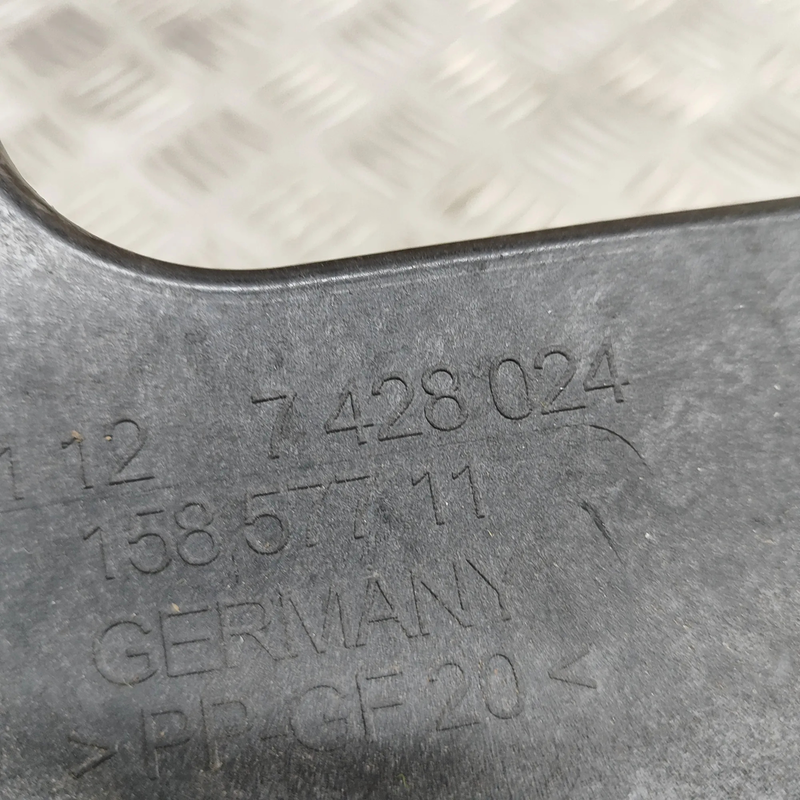 1 12 7 428 024
158 577 11
GERMANY
> PP-GF 20 <